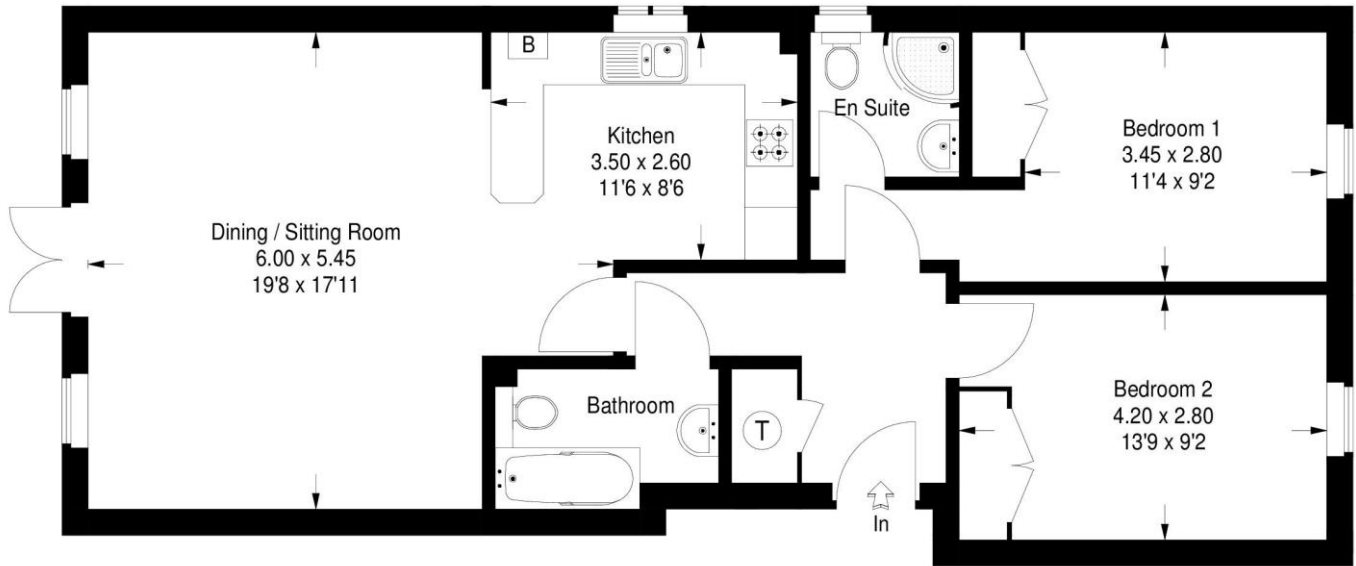 B
En Suite
Kitchen
3.50 x 2.60
11'6 x 8'6
Bedroom 1
3.45 x 2.80
11'4 x 9'2
Dining / Sitting Room
6.00 x 5.45
19'8 x 17'11
Bathroom
T
In
Bedroom 2
4.20 x 2.80
13'9 x 9'2